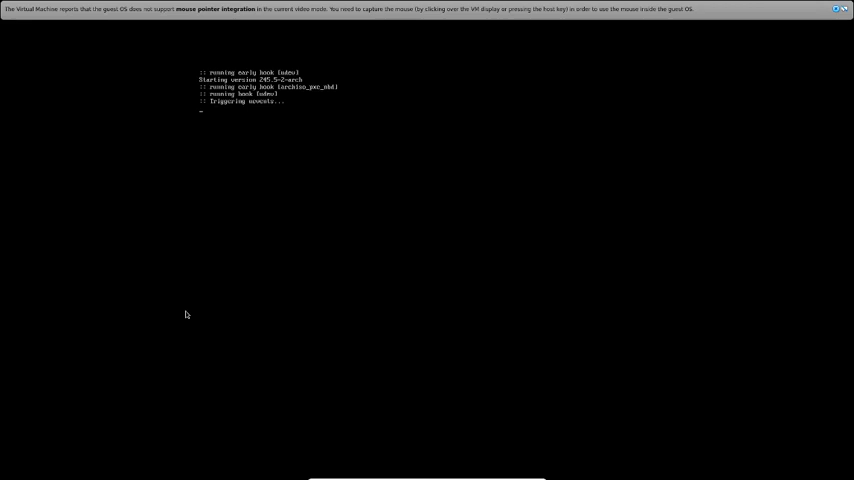 The Virtual Machine reports that the guest OS does not support mouse pointer integration in the current video mode. You need to capture the mouse (by clicking over the VM display or pressing the host key) in order to use the mouse inside the guest OS.
:: running early hook [udev]
Starting version 245.5-2-arch
:: running early hook [archiso_pxe_nbd]
:: running hook [udev]
:: Triggering uevents...
_